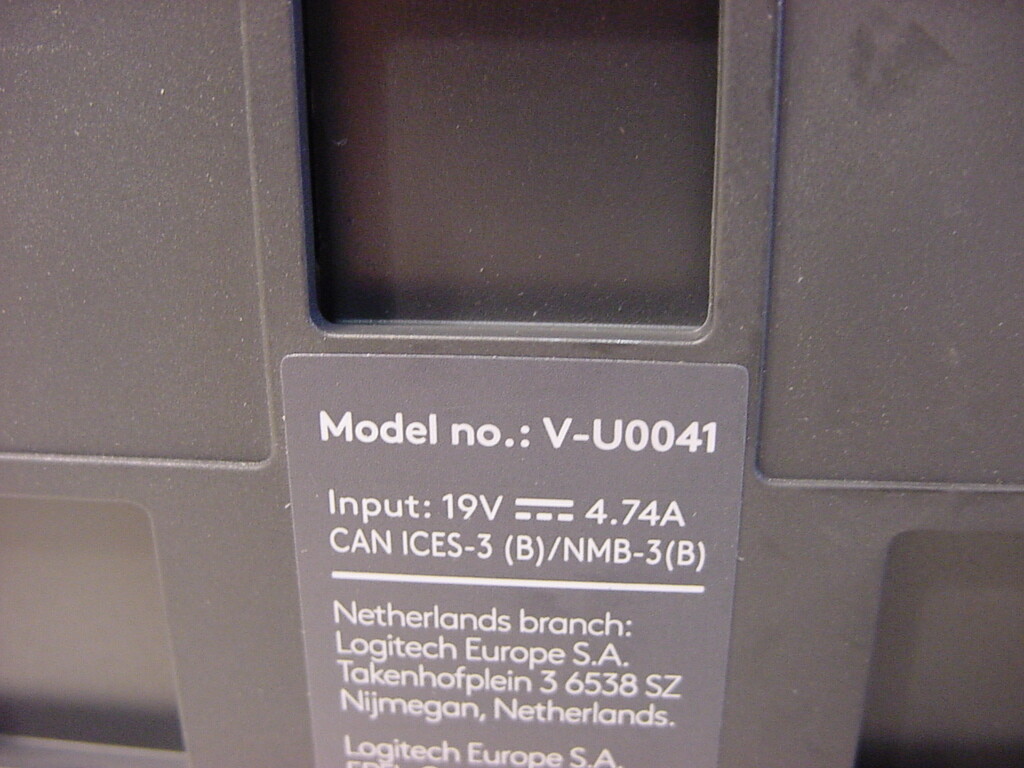 Model no.: V-U0041
Input: 19V ⎓ 4.74A
CAN ICES-3 (B)/NMB-3(B)
Netherlands branch:
Logitech Europe S.A.
Takenhofplein 3 6538 SZ
Nijmegan, Netherlands.
Logitech Europe S.A.